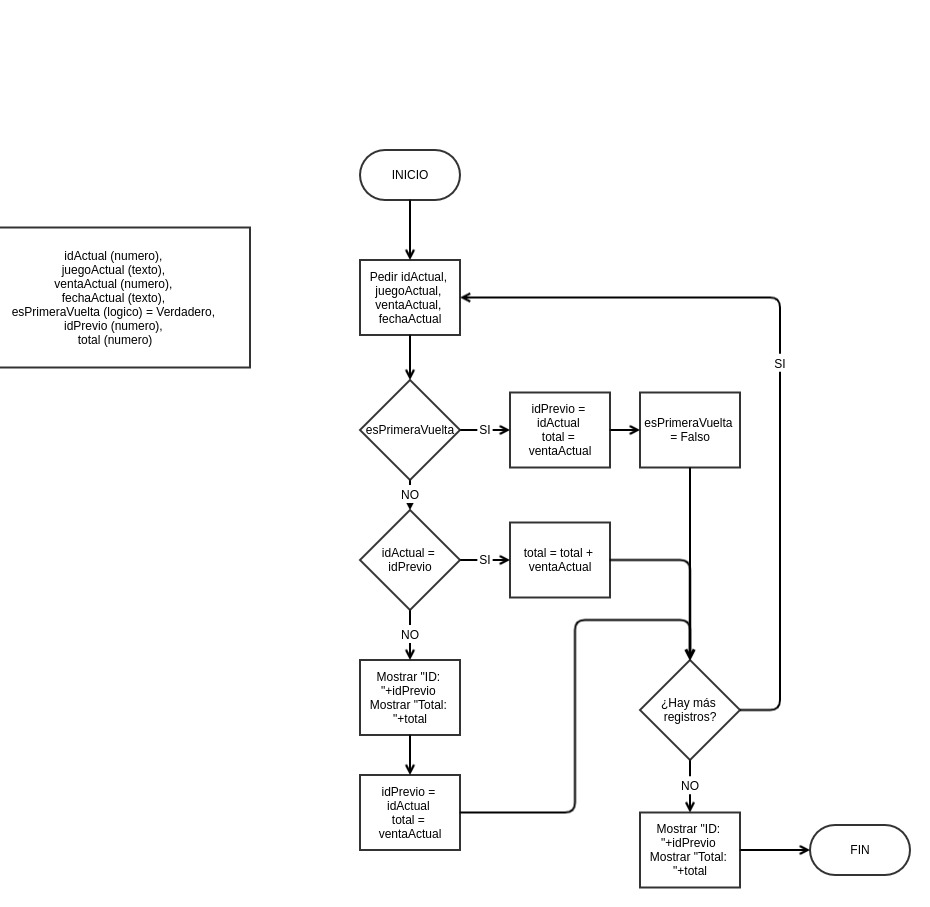 INICIO
idActual (numero),
juegoActual (texto),
ventaActual (numero),
fechaActual (texto),
esPrimeraVuelta (logico) = Verdadero,
idPrevio (numero),
total (numero)
Pedir idActual,
juegoActual,
ventaActual,
fechaActual
SI
esPrimeraVuelta
SI
idPrevio =
idActual
total =
ventaActual
esPrimeraVuelta
= Falso
NO
idActual =
idPrevio
SI
total = total +
ventaActual
NO
Mostrar "ID:
"+idPrevio
Mostrar "Total:
"+total
¿Hay más
registros?
idPrevio =
idActual
total =
ventaActual
NO
Mostrar "ID:
"+idPrevio
Mostrar "Total:
"+total
FIN